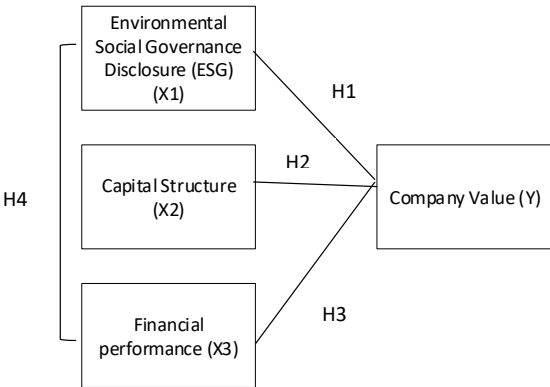 Environmental
Social Governance
Disclosure (ESG)
(X1)
H1
H2
Capital Structure
(X2)
Company Value (Y)
H4
H3
Financial
performance (X3)